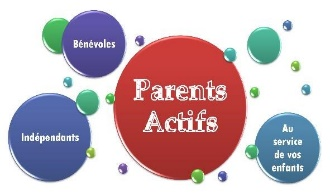 Bénévoles
Parents
Actifs
Indépendants
Au
service
de vos
enfants